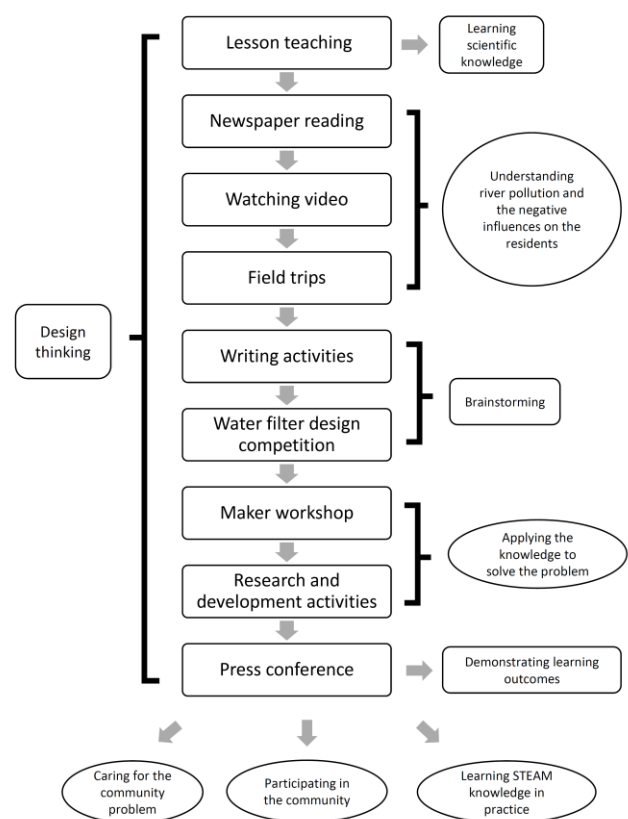 Lesson teaching
Learning
scientific
knowledge
Newspaper reading
Watching video
Understanding
river pollution and
the negative
influences on the
residents
Field trips
Design
thinking
Writing activities
Brainstorming
Water filter design
competition
Maker workshop
Applying the
knowledge to
solve the problem
Research and
development activities
Press conference
Demonstrating learning
outcomes
Caring for the
community
problem
Participating in
the community
Learning STEAM
knowledge in
practice